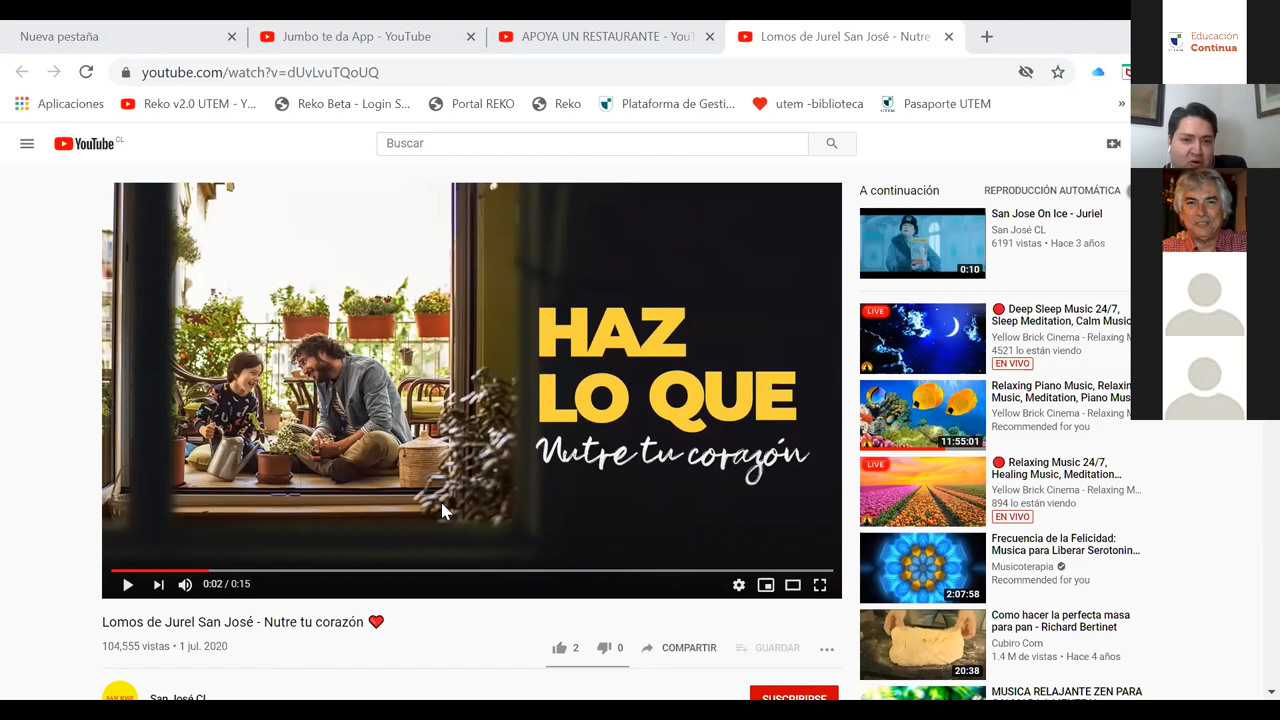 Nueva pestaña
Jumbo te da App - YouTube
APOYA UN RESTAURANTE - YouT
Lomos de Jurel San José - Nutre
youtube.com/watch?v=dUvLvuTQoUQ
Aplicaciones
Reko v2.0 UTEM - Y...
Reko Beta - Login S...
Portal REKO
Reko
Plataforma de Gesti...
utem -biblioteca
Pasaporte UTEM
»
Educación
Continua
YouTube CL
Buscar
HAZ
LO QUE
Nutre tu corazón
0:02 / 0:15
Lomos de Jurel San José - Nutre tu corazón
104,555 vistas • 1 jul. 2020
2
0
COMPARTIR
GUARDAR
SAN JOSE
San José CL
SUSCRIBIRSE
A continuación
REPRODUCCIÓN AUTOMÁTICA
San Jose On Ice - Juriel
San José CL
6191 vistas • Hace 3 años
0:10
LIVE
Deep Sleep Music 24/7,
Sleep Meditation, Calm Music
Yellow Brick Cinema - Relaxing M
4521 lo están viendo
EN VIVO
Relaxing Piano Music, Relaxin
Music, Meditation, Piano Mus
Yellow Brick Cinema - Relaxing M
Recommended for you
11:55:01
LIVE
Relaxing Music 24/7,
Healing Music, Meditation...
Yellow Brick Cinema - Relaxing M...
894 lo están viendo
EN VIVO
Frecuencia de la Felicidad:
Musica para Liberar Serotonin...
Musicoterapia
Recommended for you
2:07:58
Como hacer la perfecta masa
para pan - Richard Bertinet
Cubiro Com
1.4 M de vistas • Hace 4 años
20:38
MUSICA RELAJANTE ZEN PARA